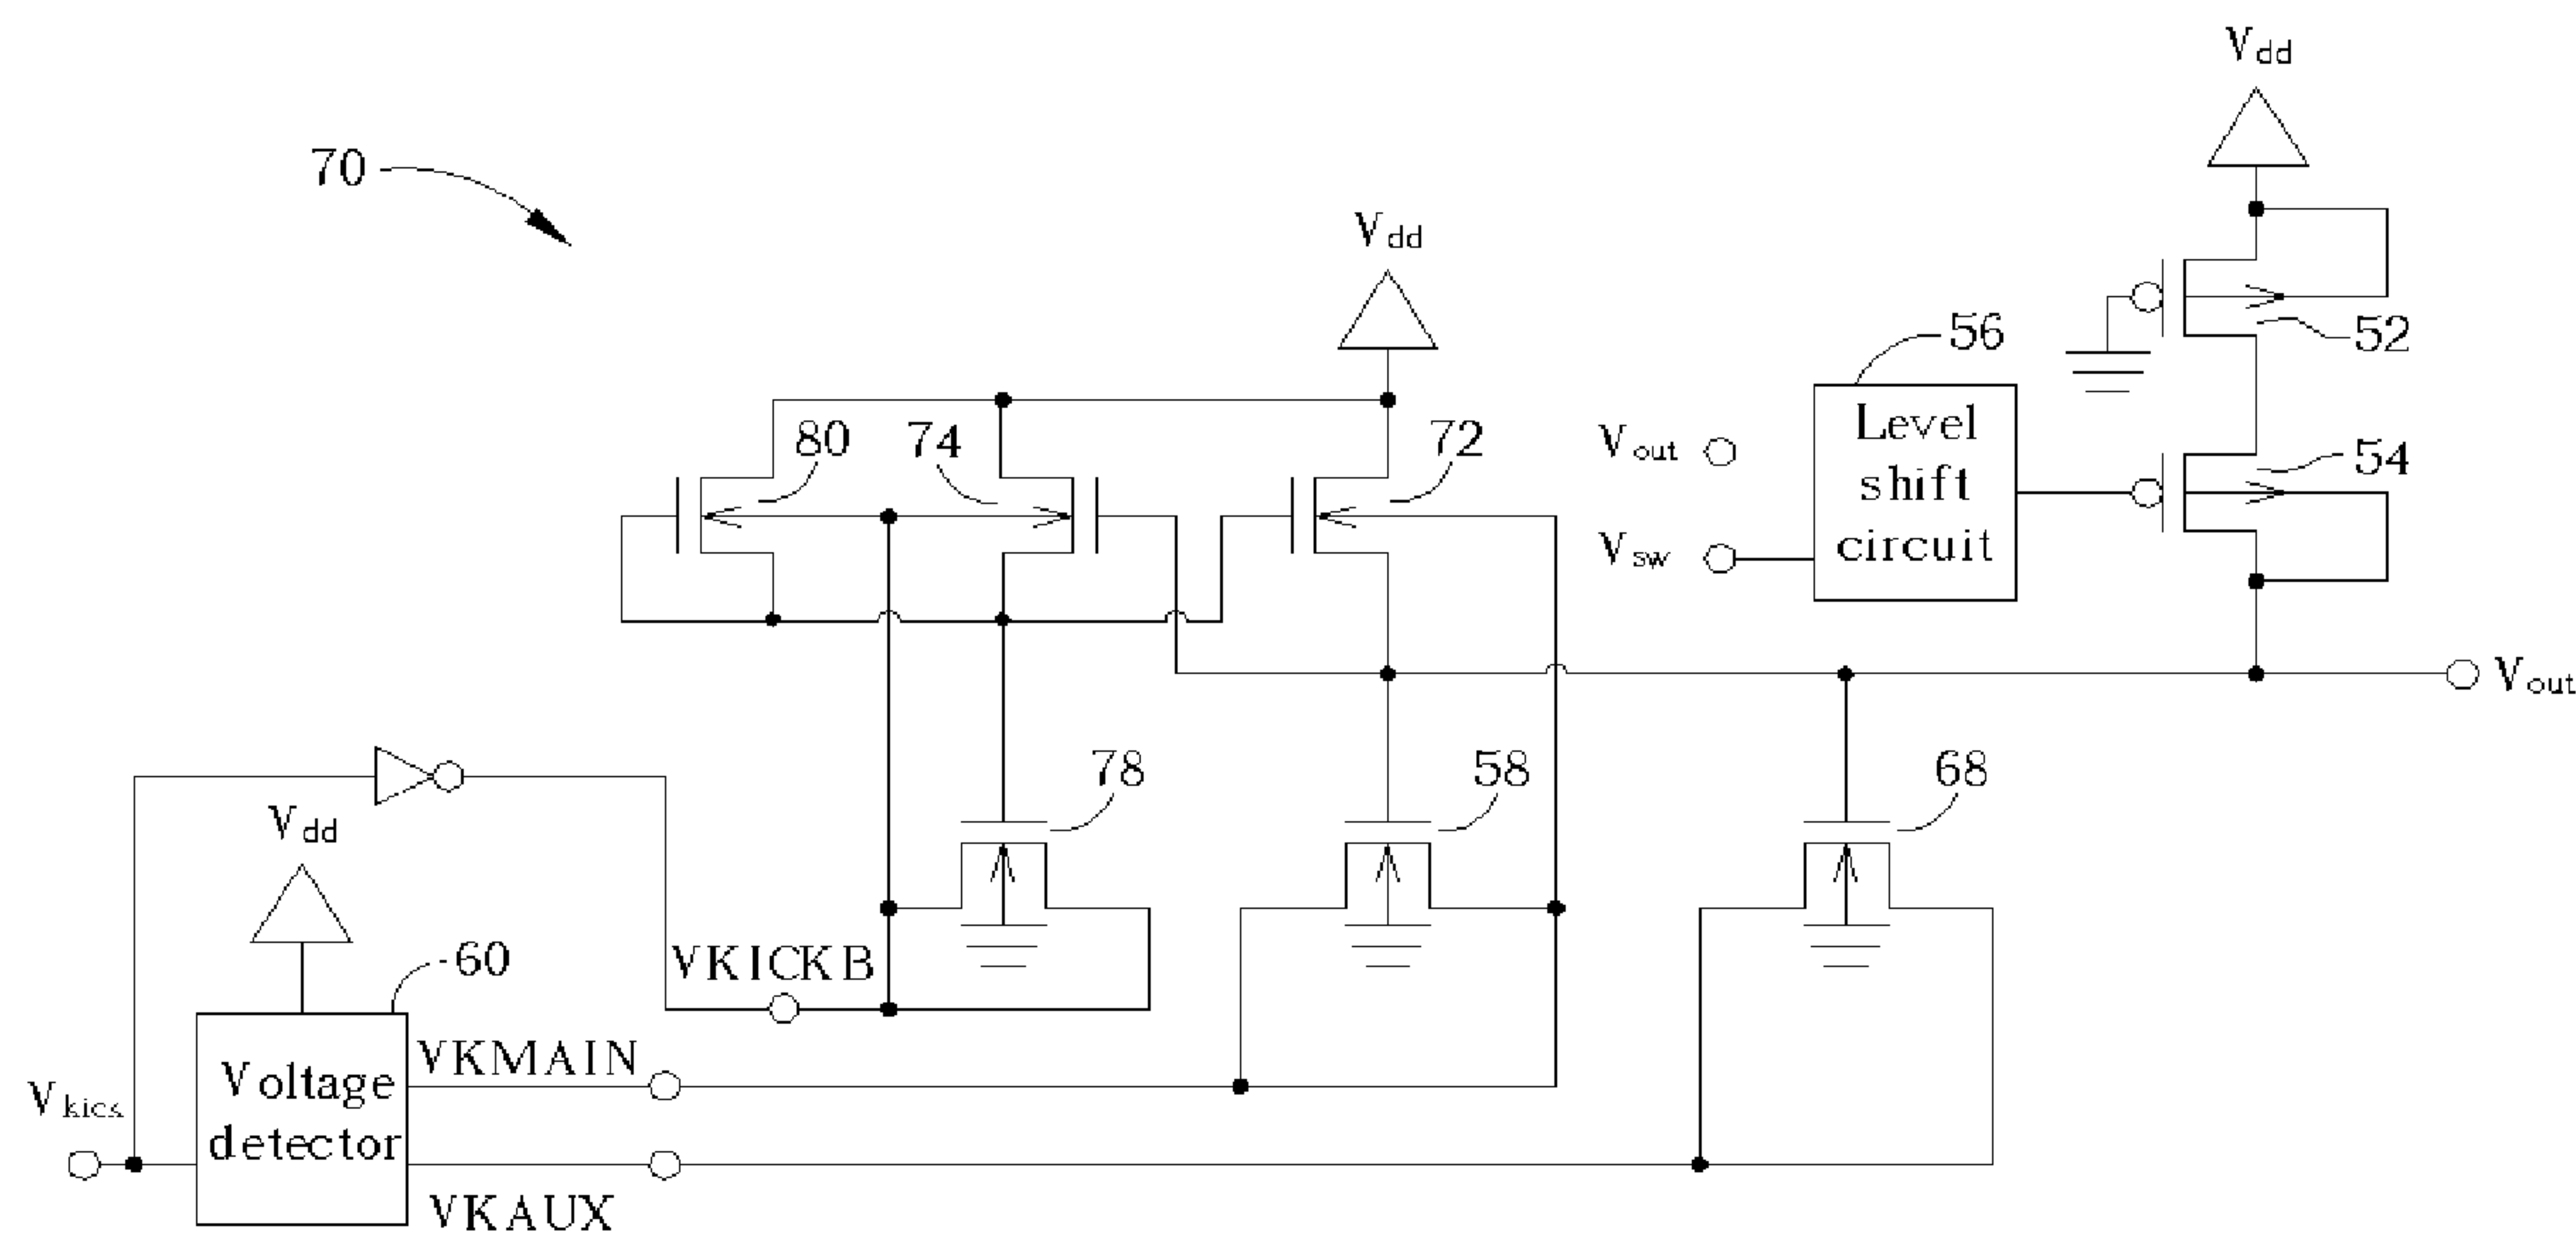 Vdd
70
Vdd
52
56
Level
shift
circuit
80
74
72
Vout
54
Vsw
Vout
78
58
68
Vdd
60
VKICKB
VKMAIN
Voltage
detector
Vkick
VKAUX